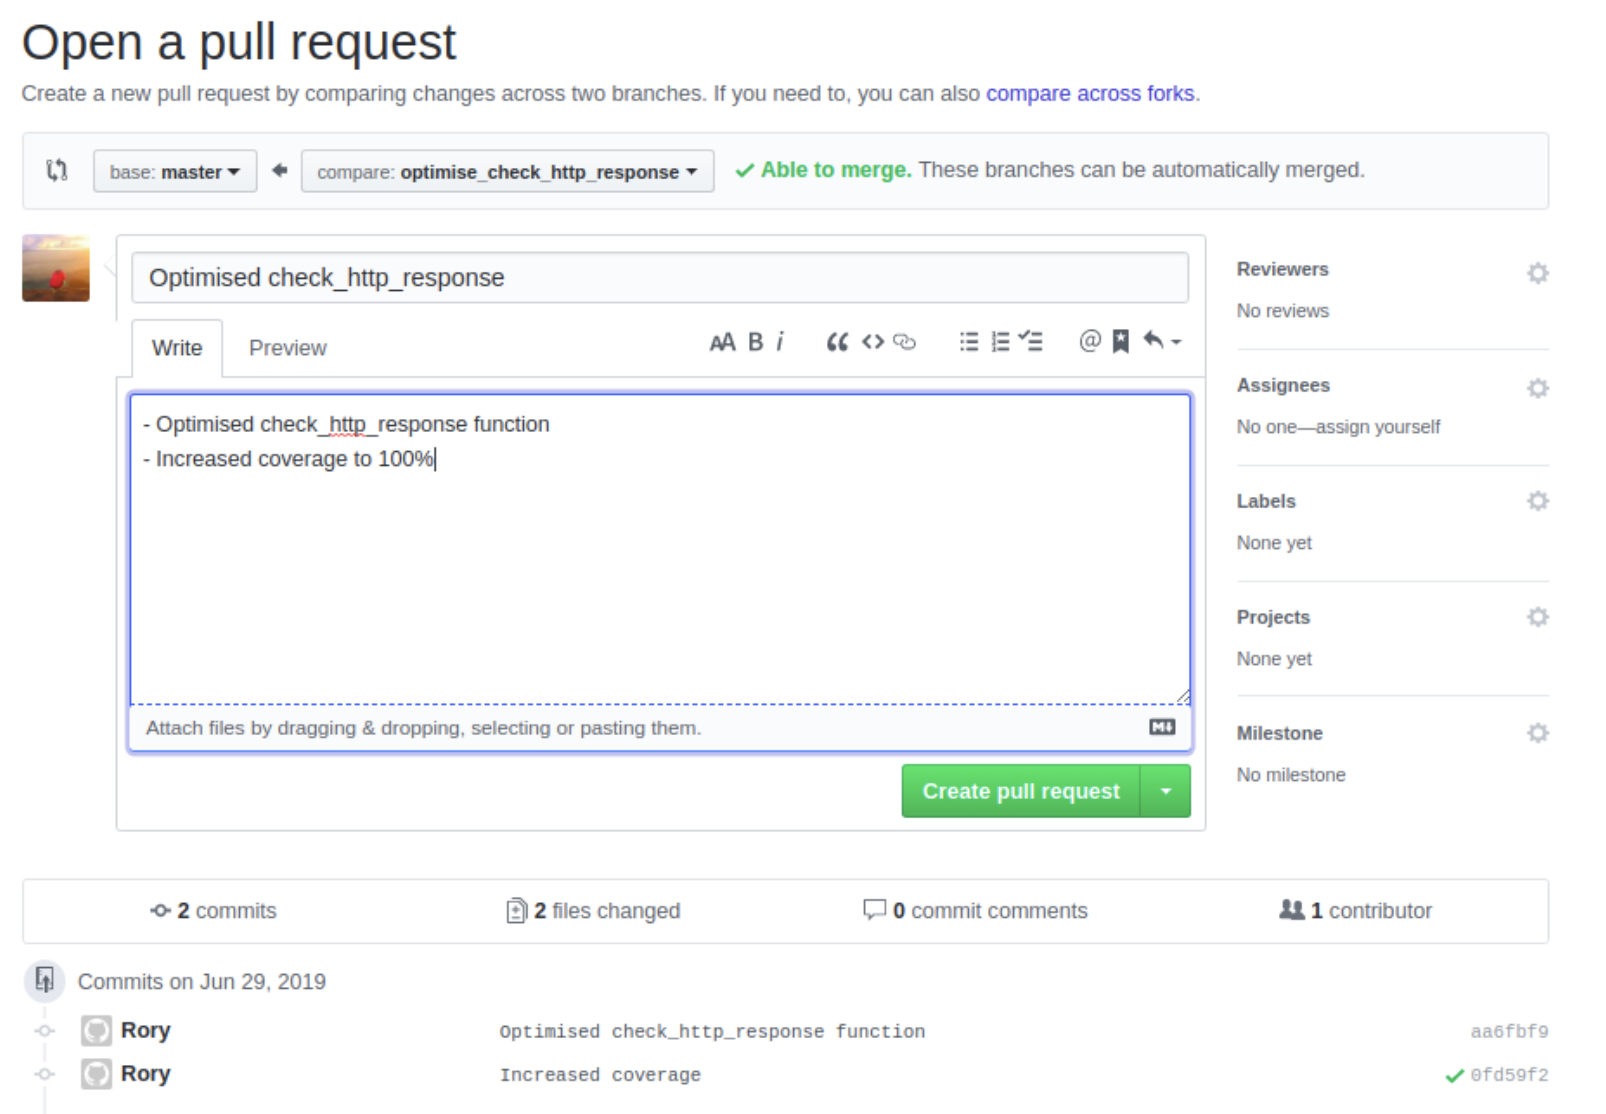 Open a pull request
Create a new pull request by comparing changes across two branches. If you need to, you can also compare across forks.
base: master compare: optimise_check_http_response Able to merge. These branches can be automatically merged.
Optimised check_http_response
Write Preview AA B i @
- Optimised check_http_response function
- Increased coverage to 100%
Attach files by dragging & dropping, selecting or pasting them. M
Create pull request
Reviewers
No reviews
Assignees
No one—assign yourself
Labels
None yet
Projects
None yet
Milestone
No milestone
2 commits 2 files changed 0 commit comments 1 contributor
Commits on Jun 29, 2019
Rory Optimised check_http_response function aa6fbf9
Rory Increased coverage 0fd59f2